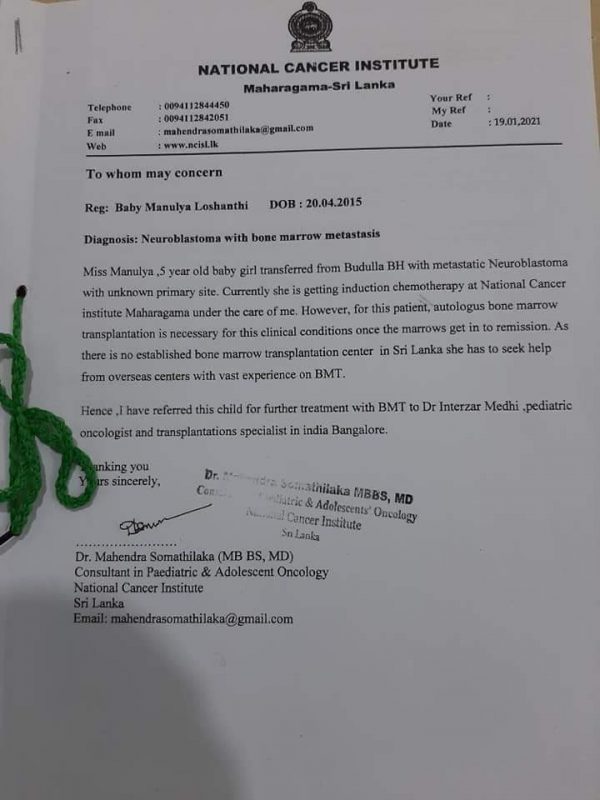 NATIONAL CANCER INSTITUTE
Maharagama-Sri Lanka
Telephone : 0094112844450
Fax : 0094112842051
E mail : mahendrasomathilaka@gmail.com
Web : www.ncisl.lk
Your Ref :
My Ref :
Date : 19.01,2021
To whom may concern
Reg: Baby Manulya Loshanthi DOB : 20.04.2015
Diagnosis: Neuroblastoma with bone marrow metastasis
Miss Manulya ,5 year old baby girl transferred from Budulla BH with metastatic Neuroblastoma
with unknown primary site. Currently she is getting induction chemotherapy at National Cancer
institute Maharagama under the care of me. However, for this patient, autologus bone marrow
transplantation is necessary for this clinical conditions once the marrows get in to remission. As
there is no established bone marrow transplantation center in Sri Lanka she has to seek help
from overseas centers with vast experience on BMT.
Hence ,I have referred this child for further treatment with BMT to Dr Interzar Medhi ,pediatric
oncologist and transplantations specialist in india Bangalore.
anking you
Y urs sincerely,
Dr. Somathilaka MBBS, MD
& Adolescents' Oncology
Cancer Institute
Sri Lanka
Dr. Mahendra Somathilaka (MB BS, MD)
Consultant in Paediatric & Adolescent Oncology
National Cancer Institute
Sri Lanka
Email: mahendrasomathilaka@gmail.com